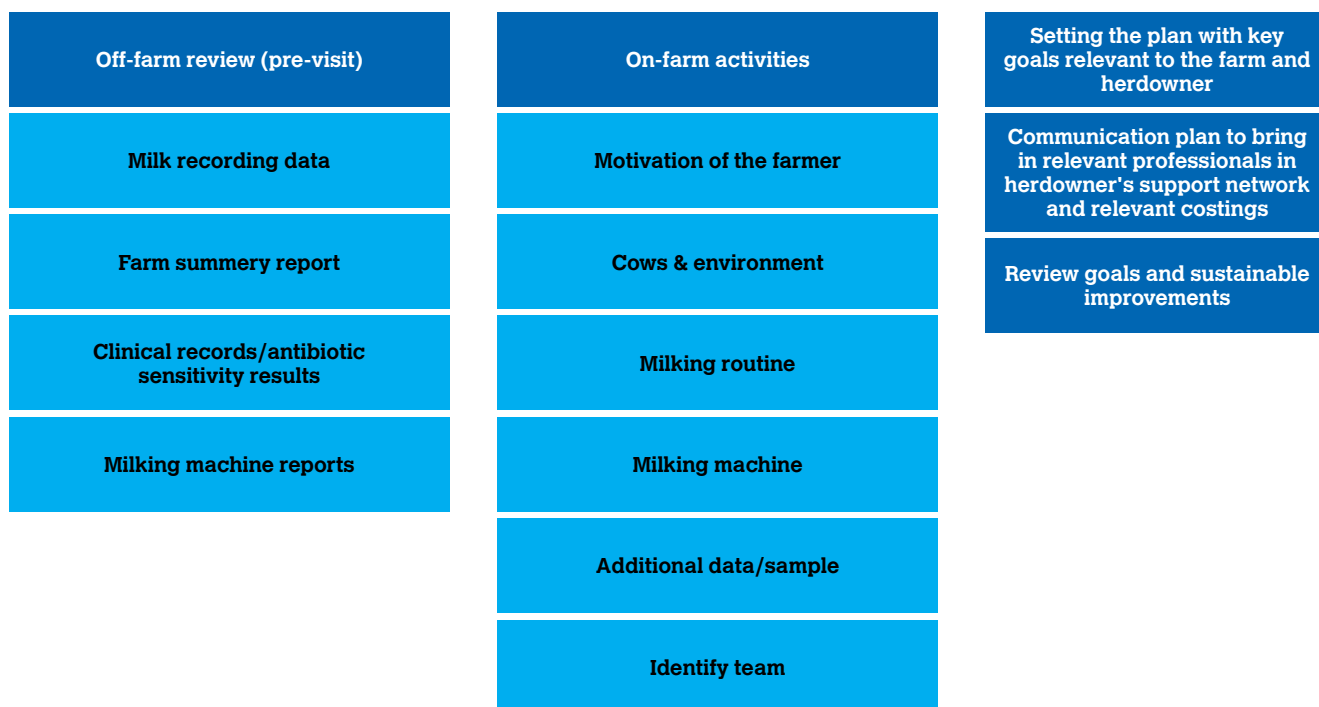 Off-farm review (pre-visit)
Milk recording data
Farm summery report
Clinical records/antibiotic
sensitivity results
Milking machine reports
On-farm activities
Motivation of the farmer
Cows & environment
Milking routine
Milking machine
Additional data/sample
Identify team
Setting the plan with key
goals relevant to the farm and
herdowner
Communication plan to bring
in relevant professionals in
herdowner's support network
and relevant costings
Review goals and sustainable
improvements